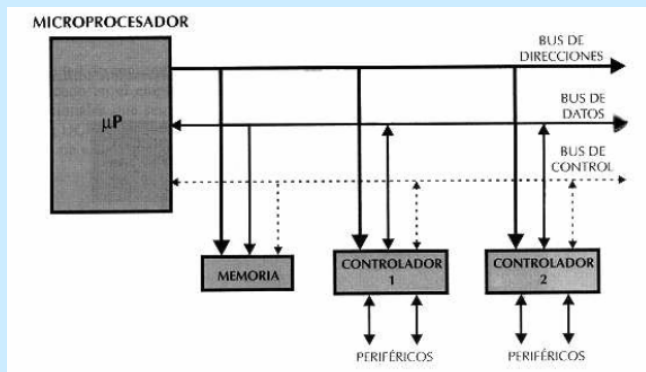 MICROPROCESADOR
µP
BUS DE
DIRECCIONES
BUS DE
DATOS
BUS DE
CONTROL
MEMORIA
CONTROLADOR
1
CONTROLADOR
2
PERIFÉRICOS
PERIFÉRICOS